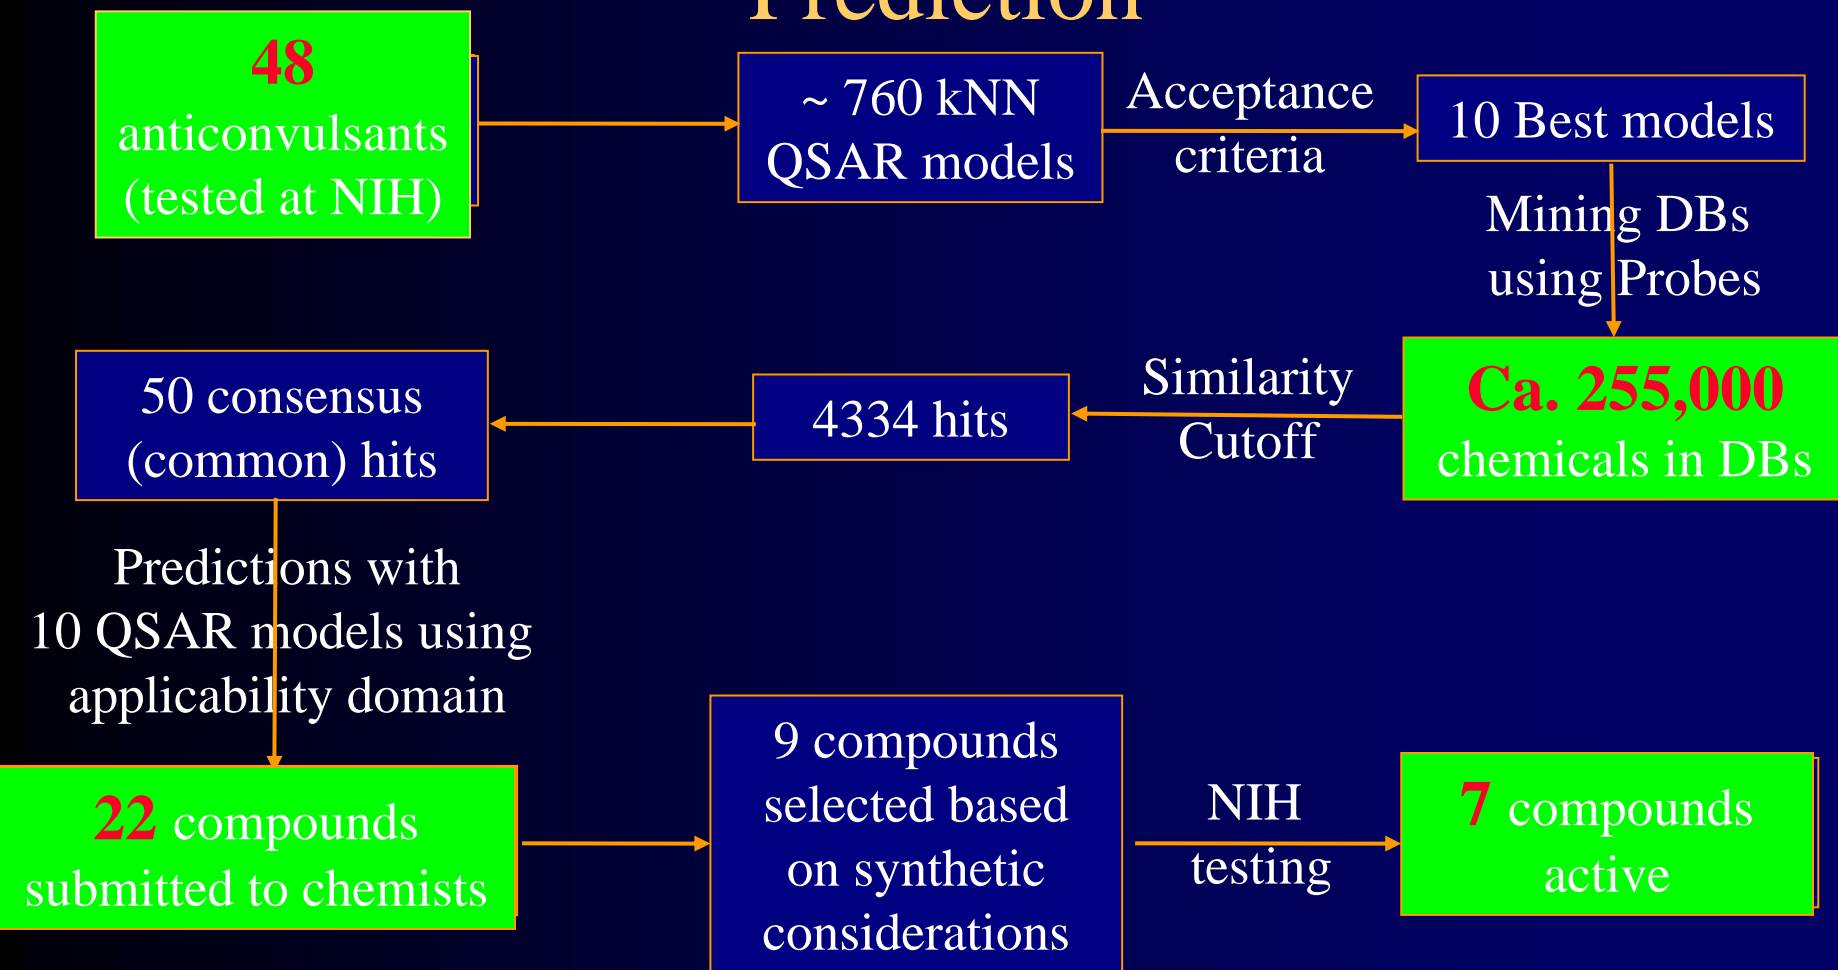 Prediction
48
anticonvulsants
(tested at NIH)
~ 760 kNN
QSAR models
Acceptance
criteria
10 Best models
Mining DBs
using Probes
Ca. 255,000
chemicals in DBs
Similarity
Cutoff
4334 hits
50 consensus
(common) hits
Predictions with
10 QSAR models using
applicability domain
22 compounds
submitted to chemists
9 compounds
selected based
on synthetic
considerations
NIH
testing
7 compounds
active